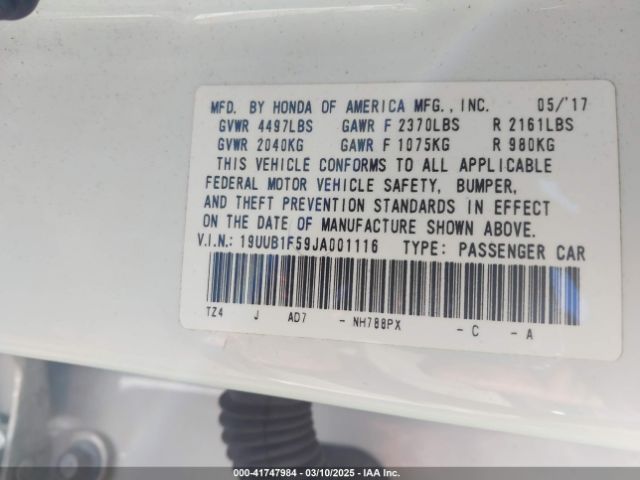 MFD. BY HONDA OF AMERICA MFG., INC. 05/'17
GVWR 4497LBS GAWR F 2370LBS R 2161LBS
GVWR 2040KG GAWR F 1075KG R 980KG
THIS VEHICLE CONFORMS TO ALL APPLICABLE
FEDERAL MOTOR VEHICLE SAFETY, BUMPER,
AND THEFT PREVENTION STANDARDS IN EFFECT
ON THE DATE OF MANUFACTURE SHOWN ABOVE.
V.I.N.: 19UUB1F59JA001116 TYPE: PASSENGER CAR
TZ4 J AD7 - NH788PX - C - A
000-41747984 — 03/10/2025 — IAA Inc.